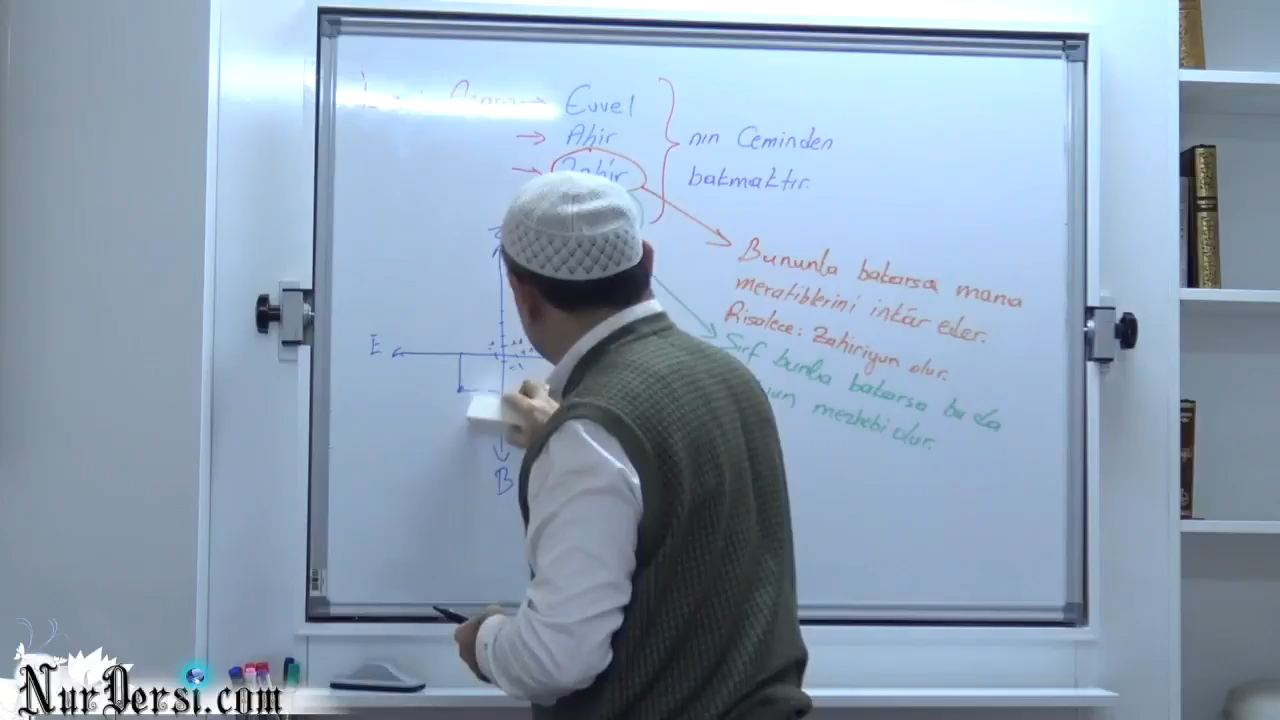 Evvel
Ahir
Zahir
nın Ceminden
bakmaktır.
Bununla bakarsa mana
meratiblerini inkâr eder.
Risalece: Zahiriyun olur.
Sırf bunla bakarsa bu da
mezhebi olur.
E
B
NurDersi.com